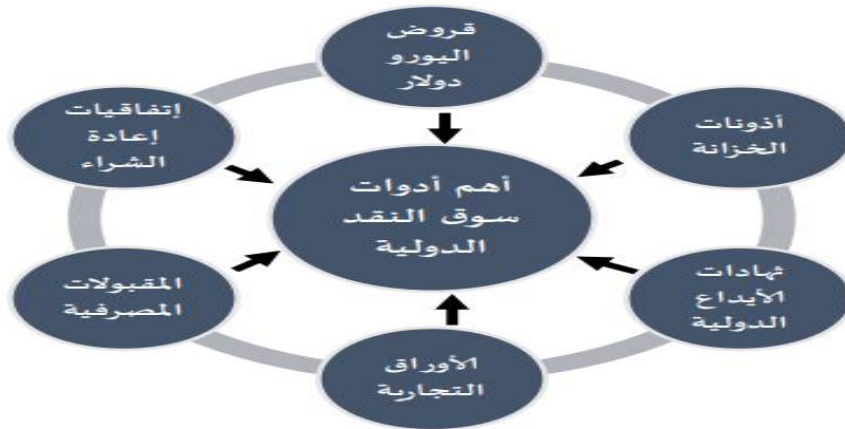 قروض
اليورو
دولار
أذونات
الخزانة
ثهادات
الأيداع
الدولية
الأوراق
التجارية
المقبولات
المصرفية
إتفاقيات
إعادة
الشراء
أهم أدوات
سوق النقد
الدولية